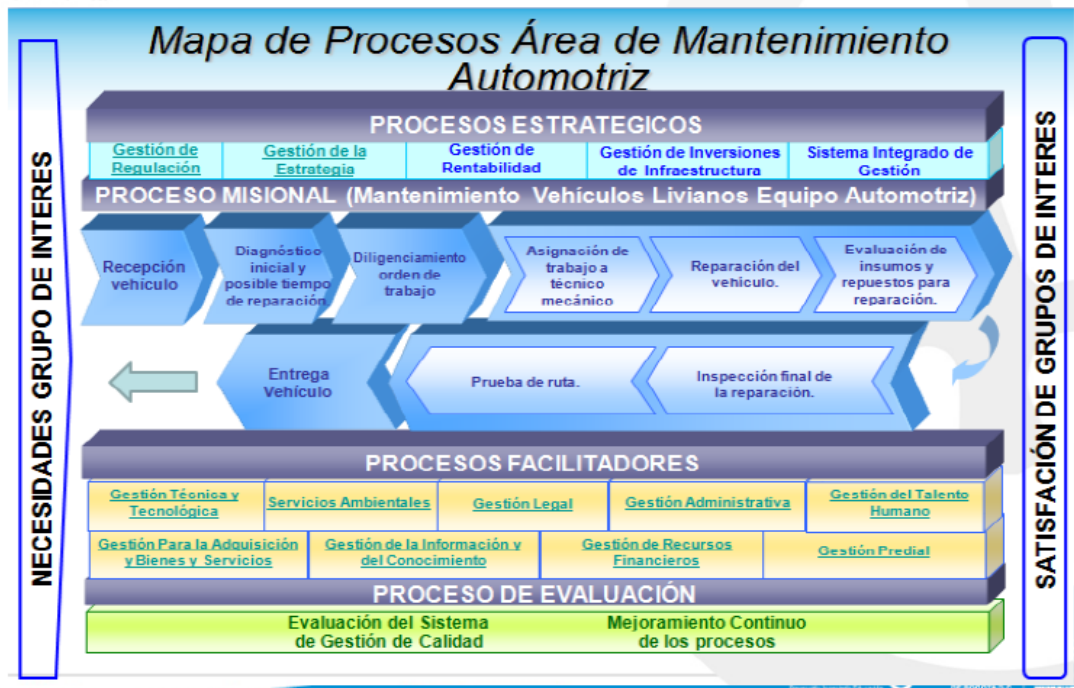 Mapa de Procesos Área de Mantenimiento
Automotriz
NECESIDADES GRUPO DE INTERES
PROCESOS ESTRATEGICOS
Gestión de
Regulación
Gestión de la
Estrategia
Gestión de
Rentabilidad
Gestión de Inversiones
de Infraestructura
Sistema Integrado de
Gestión
PROCESO MISIONAL (Mantenimiento Vehículos Livianos Equipo Automotriz)
Recepción
vehículo
Diagnóstico
inicial y
posible tiempo
de reparación.
Diligenciamiento
orden de
trabajo
Asignación de
trabajo a
técnico
mecánico
Reparación del
vehículo.
Evaluación de
insumos y
repuestos para
reparación.
Entrega
Vehículo
Prueba de ruta.
Inspección final de
la reparación.
PROCESOS FACILITADORES
Gestión Técnica y
Tecnológica
Servicios Ambientales
Gestión Legal
Gestión Administrativa
Gestión del Talento
Humano
Gestión Para la Adquisición
y Bienes y Servicios
Gestión de la Información y
del Conocimiento
Gestión de Recursos
Financieros
Gestión Predial
PROCESO DE EVALUACIÓN
Evaluación del Sistema
de Gestión de Calidad
Mejoramiento Continuo
de los procesos
SATISFACCIÓN DE GRUPOS DE INTERES